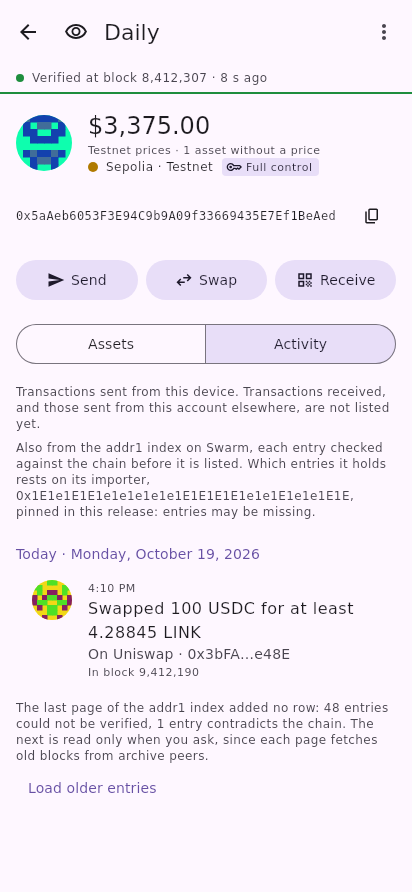 Daily
Verified at block 8,412,307 · 8 s ago
$3,375.00
Testnet prices · 1 asset without a price
Sepolia · Testnet
Full control
0x5aAeb6053F3E94C9b9A09f33669435E7Ef1BeAed
Send
Swap
Receive
Assets
Activity
Transactions sent from this device. Transactions received,
and those sent from this account elsewhere, are not listed
yet.
Also from the addr1 index on Swarm, each entry checked
against the chain before it is listed. Which entries it holds
rests on its importer,
0x1E1e1E1E1e1e1e1e1e1E1E1E1E1e1e1E1e1e1e1E,
pinned in this release: entries may be missing.
Today · Monday, October 19, 2026
4:10 PM
Swapped 100 USDC for at least
4.28845 LINK
On Uniswap · 0x3bFA…e48E
In block 9,412,190
The last page of the addr1 index added no row: 48 entries
could not be verified, 1 entry contradicts the chain. The
next is read only when you ask, since each page fetches
old blocks from archive peers.
Load older entries